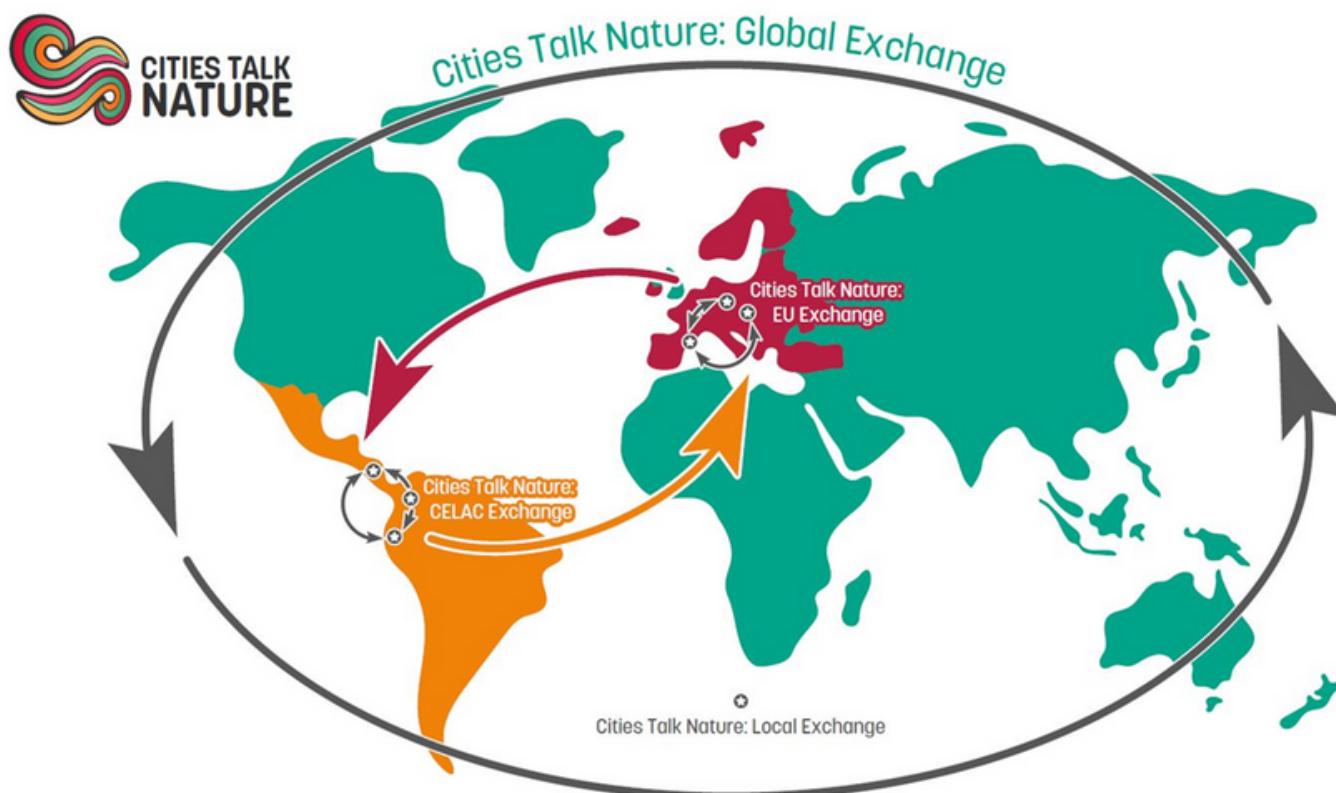 CITIES TALK
NATURE
Cities Talk Nature: Global Exchange
Cities Talk Nature:
EU Exchange
Cities Talk Nature:
CELAC Exchange
Cities Talk Nature: Local Exchange